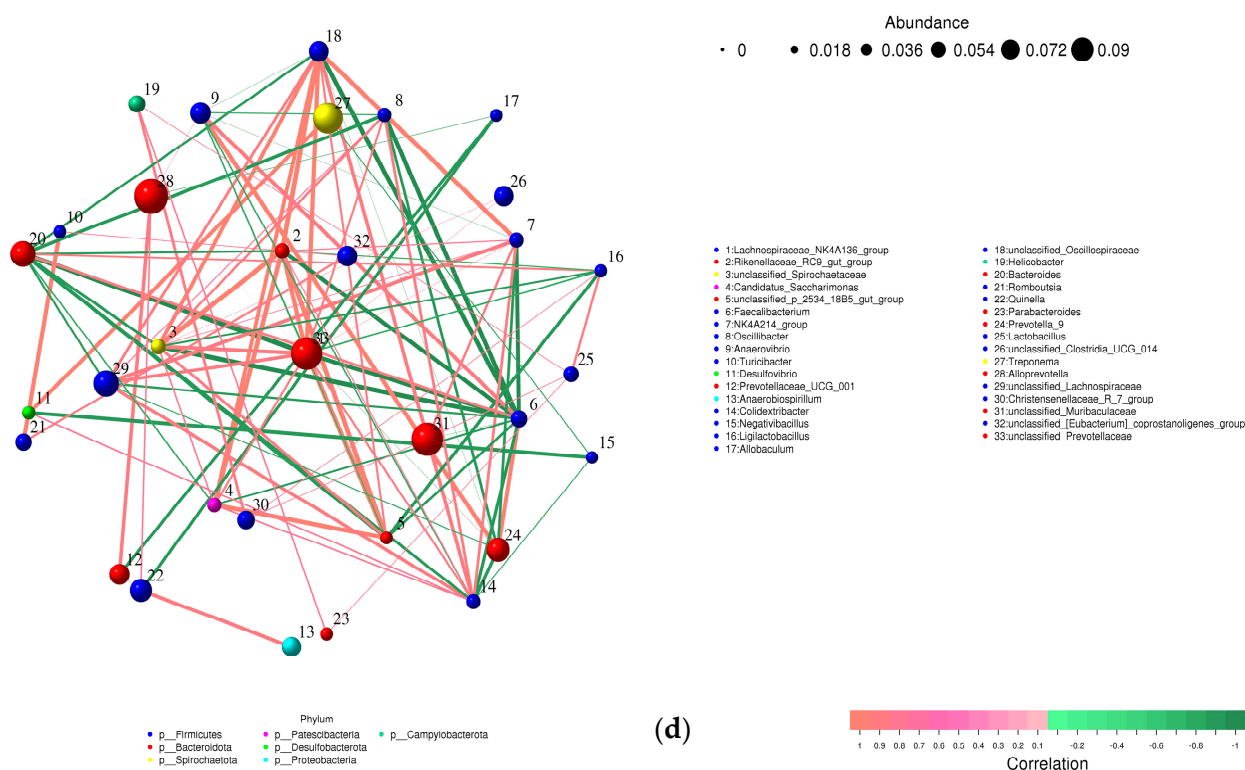 Abundance
0 0.018 0.036 0.054 0.072 0.09
18
27
19
9
8
17
28
26
10
20
2
32
7
16
3
33
29
25
11
21
31
6
15
4
30
5
24
12
22
14
13
23
1:Lachnospiraceae_NK4A136_group
2:Rikenellaceae_RC9_gut_group
3:unclassified_Spirochaetaceae
4:Candidatus_Saccharimonas
5:unclassified_p_2534_18B5_gut_group
6:Faecalibacterium
7:NK4A214_group
8:Oscillibacter
9:Anaerovibrio
10:Turicibacter
11:Desulfovibrio
12:Prevotellaceae_UCG_001
13:Anaerobiospirillum
14:Colidextribacter
15:Negativibacillus
16:Ligilactobacillus
17:Allobaculum
18:unclassified_Oscillospiraceae
19:Helicobacter
20:Bacteroides
21:Romboutsia
22:Quinella
23:Parabacteroides
24:Prevotella_9
25:Lactobacillus
26:unclassified_Clostridia_UCG_014
27:Treponema
28:Alloprevotella
29:unclassified_Lachnospiraceae
30:Christensenellaceae_R_7_group
31:unclassified_Muribaculaceae
32:unclassified_[Eubacterium]_coprostanoligenes_group
33:unclassified_Prevotellaceae
Phylum
p__Firmicutes
p__Bacteroidota
p__Spirochaetota
p__Patescibacteria
p__Desulfobacterota
p__Proteobacteria
p__Campylobacterota
(d)
1 0.9 0.8 0.7 0.6 0.5 0.4 0.3 0.2 0.1 -0.2 -0.4 -0.6 -0.8 -1
Correlation